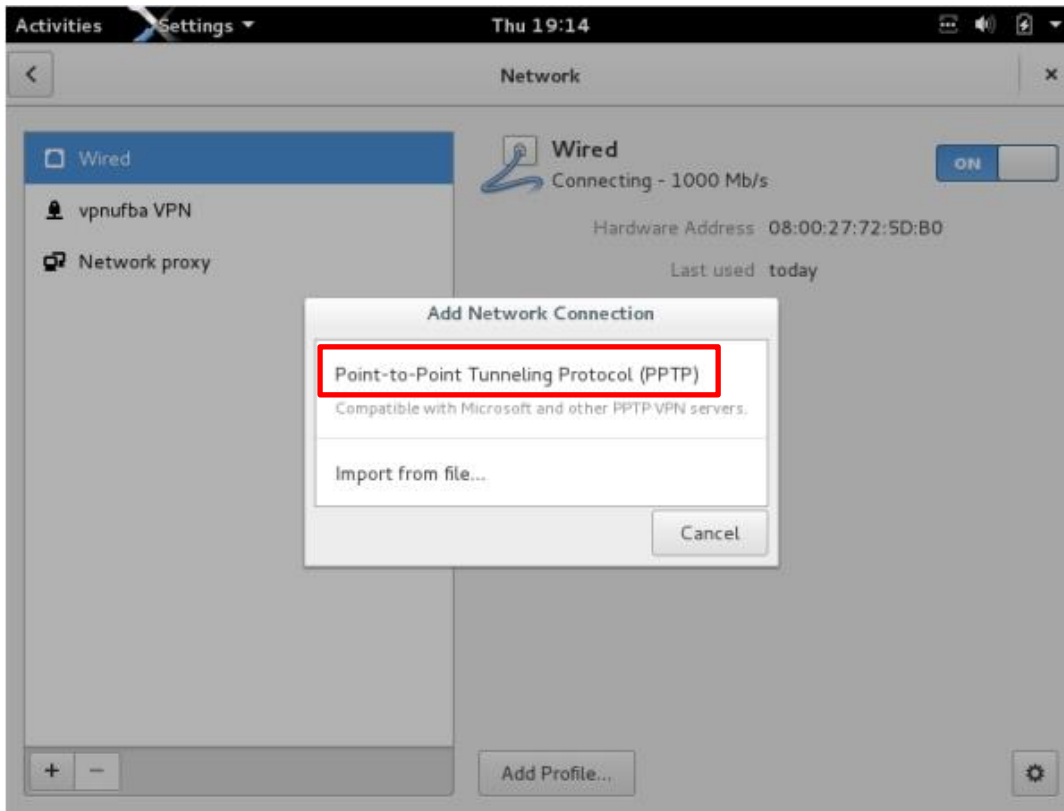 Activities Settings Thu 19:14
Network
Wired
vpnufba VPN
Network proxy
Wired
Connecting - 1000 Mb/s
ON
Hardware Address 08:00:27:72:5D:B0
Last used today
Add Network Connection
Point-to-Point Tunneling Protocol (PPTP)
Compatible with Microsoft and other PPTP VPN servers.
Import from file...
Cancel
Add Profile...